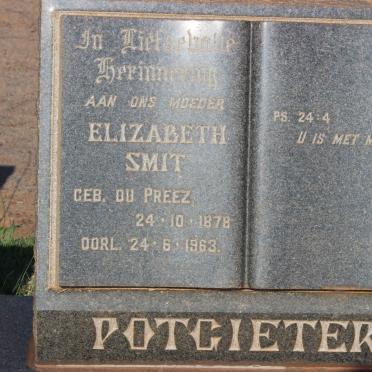 In Liefdevolle
Herinnering
AAN ONS MOEDER
ELIZABETH
SMIT
GEB. DU PREEZ,
24·10·1878
OORL. 24·6·1963.
PS. 24-4
U IS MET M
POTGIETER